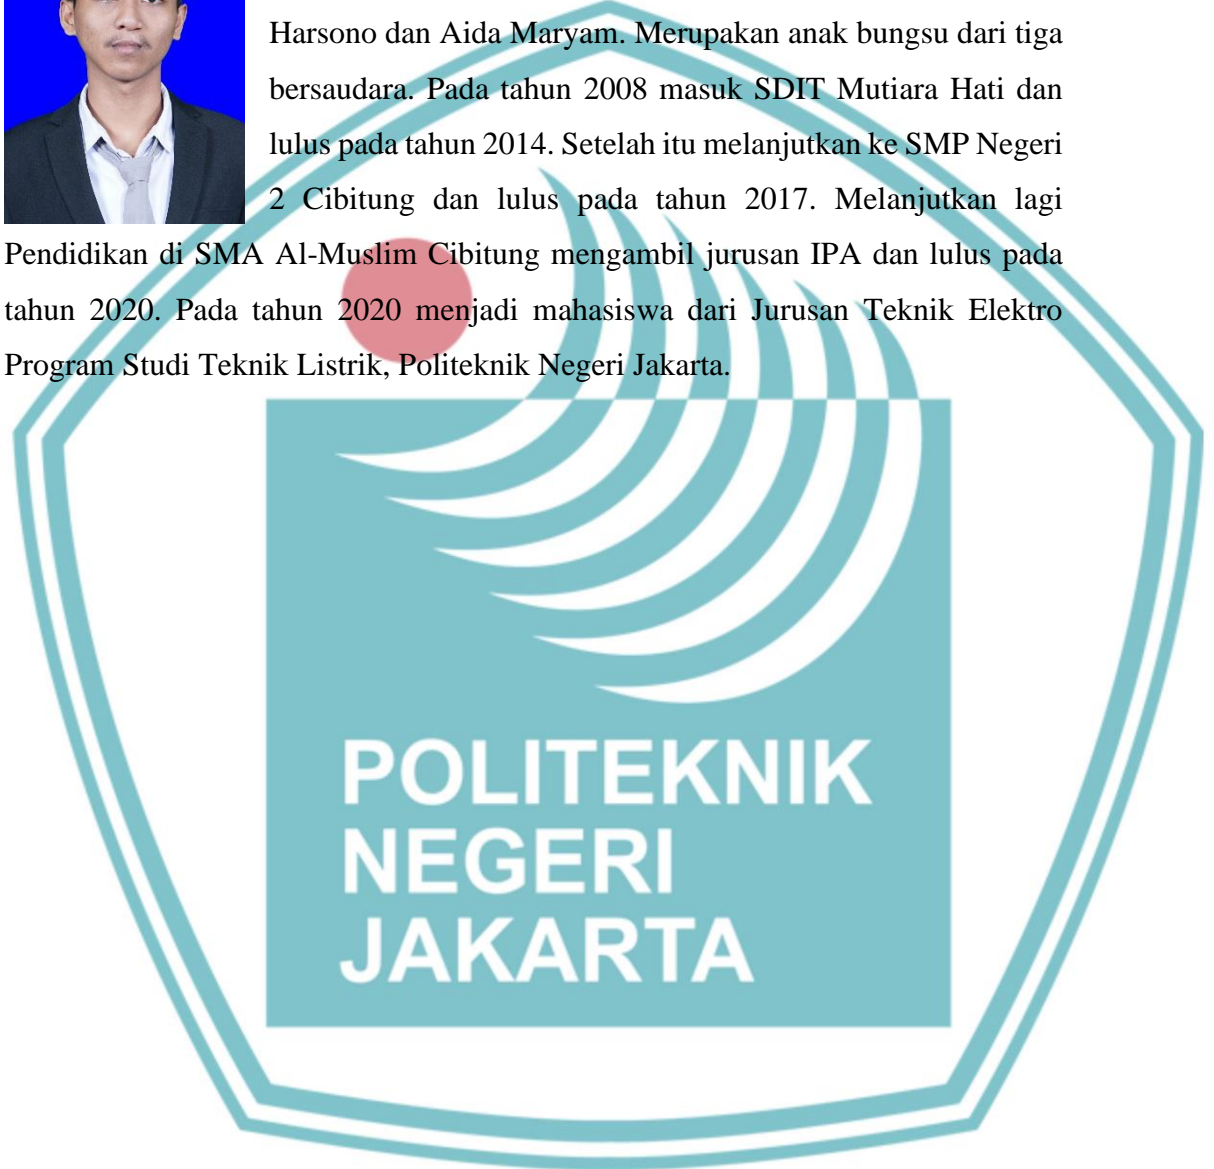 Harsono dan Aida Maryam. Merupakan anak bungsu dari tiga
bersaudara. Pada tahun 2008 masuk SDIT Mutiara Hati dan
lulus pada tahun 2014. Setelah itu melanjutkan ke SMP Negeri
2 Cibitung dan lulus pada tahun 2017. Melanjutkan lagi
Pendidikan di SMA Al-Muslim Cibitung mengambil jurusan IPA dan lulus pada
tahun 2020. Pada tahun 2020 menjadi mahasiswa dari Jurusan Teknik Elektro
Program Studi Teknik Listrik, Politeknik Negeri Jakarta.
POLITEKNIK
NEGERI
JAKARTA